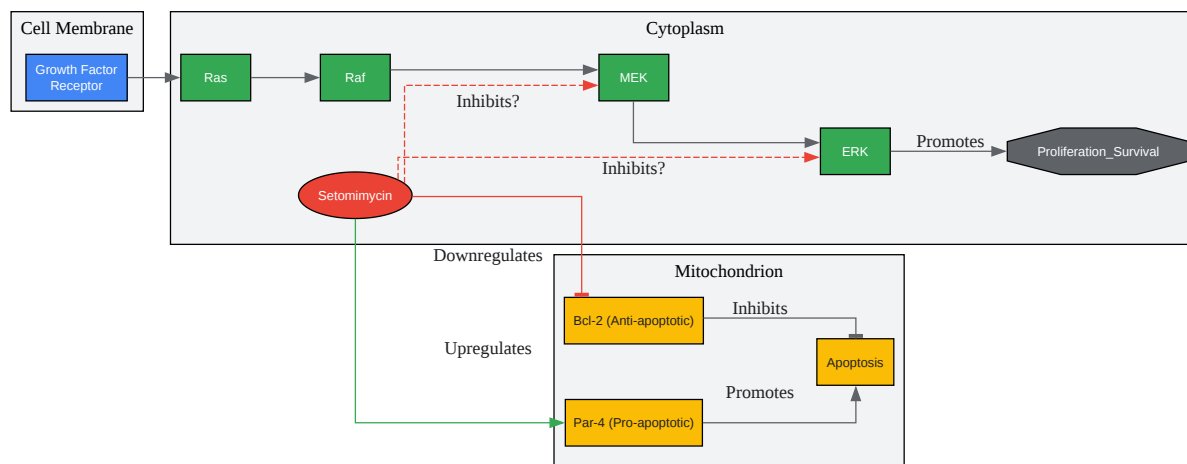 Cell Membrane
Cytoplasm
Growth Factor
Receptor
Ras
Raf
MEK
Inhibits?
ERK
Promotes
Proliferation_Survival
Inhibits?
Setomimycin
Downregulates
Mitochondrion
Bcl-2 (Anti-apoptotic)
Inhibits
Upregulates
Apoptosis
Promotes
Par-4 (Pro-apoptotic)